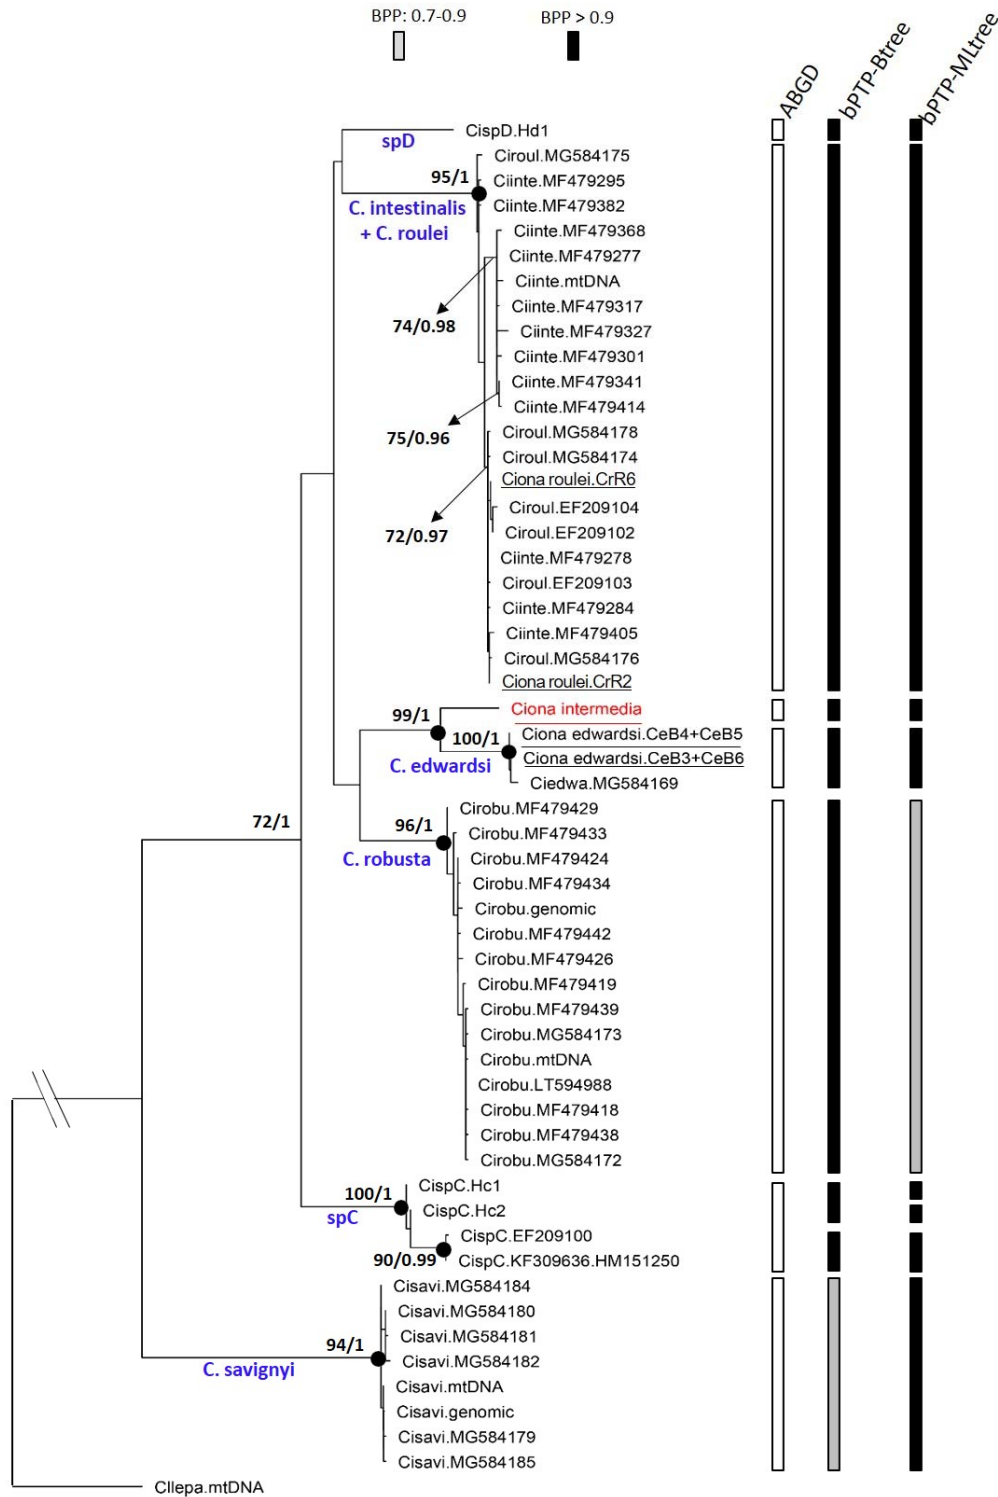 BPP: 0.7-0.9
BPP > 0.9
ABGD
bPTP-Btree
bPTP-MLtree
CispD.Hd1
spD
Ciroul.MG584175
95/1
Ciinte.MF479295
C. intestinalis
+ C. roulei
Ciinte.MF479382
Ciinte.MF479368
Ciinte.MF479277
Ciinte.mtDNA
Ciinte.MF479317
74/0.98
Ciinte.MF479327
Ciinte.MF479301
Ciinte.MF479341
Ciinte.MF479414
75/0.96
Ciroul.MG584178
Ciroul.MG584174
Ciona roulei.CrR6
Ciroul.EF209104
72/0.97
Ciroul.EF209102
Ciinte.MF479278
Ciroul.EF209103
Ciinte.MF479284
Ciinte.MF479405
Ciroul.MG584176
Ciona roulei.CrR2
99/1
Ciona intermedia
100/1
Ciona edwardsi.CeB4+CeB5
C. edwardsi
Ciona edwardsi.CeB3+CeB6
Ciedwa.MG584169
72/1
96/1
Cirobu.MF479429
Cirobu.MF479433
C. robusta
Cirobu.MF479424
Cirobu.MF479434
Cirobu.genomic
Cirobu.MF479442
Cirobu.MF479426
Cirobu.MF479419
Cirobu.MF479439
Cirobu.MG584173
Cirobu.mtDNA
Cirobu.LT594988
Cirobu.MF479418
Cirobu.MF479438
Cirobu.MG584172
100/1
CispC.Hc1
spC
CispC.Hc2
CispC.EF209100
90/0.99
CispC.KF309636.HM151250
Cisavi.MG584184
Cisavi.MG584180
94/1
Cisavi.MG584181
C. savignyi
Cisavi.MG584182
Cisavi.mtDNA
Cisavi.genomic
Cisavi.MG584179
Cisavi.MG584185
Cllepa.mtDNA